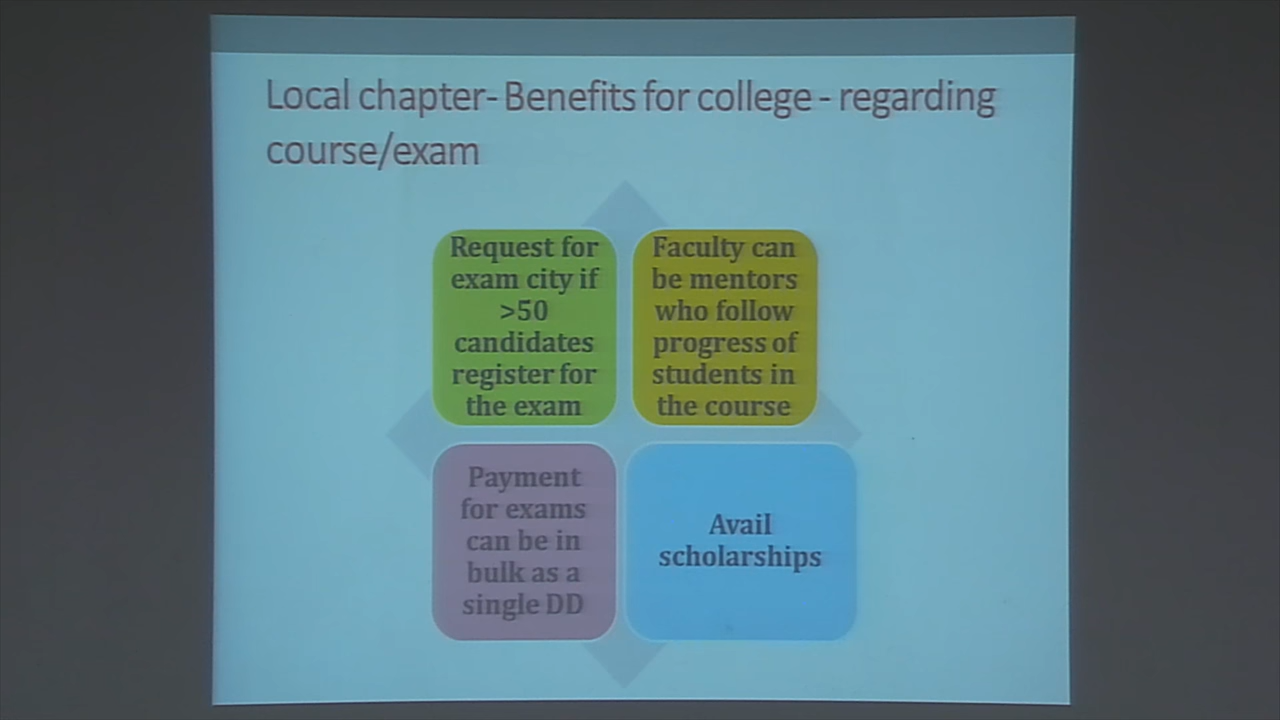 Local chapter- Benefits for college - regarding
course/exam
Request for
exam city if
>50
candidates
register for
the exam
Faculty can
be mentors
who follow
progress of
students in
the course
Payment
for exams
can be in
bulk as a
single DD
Avail
scholarships